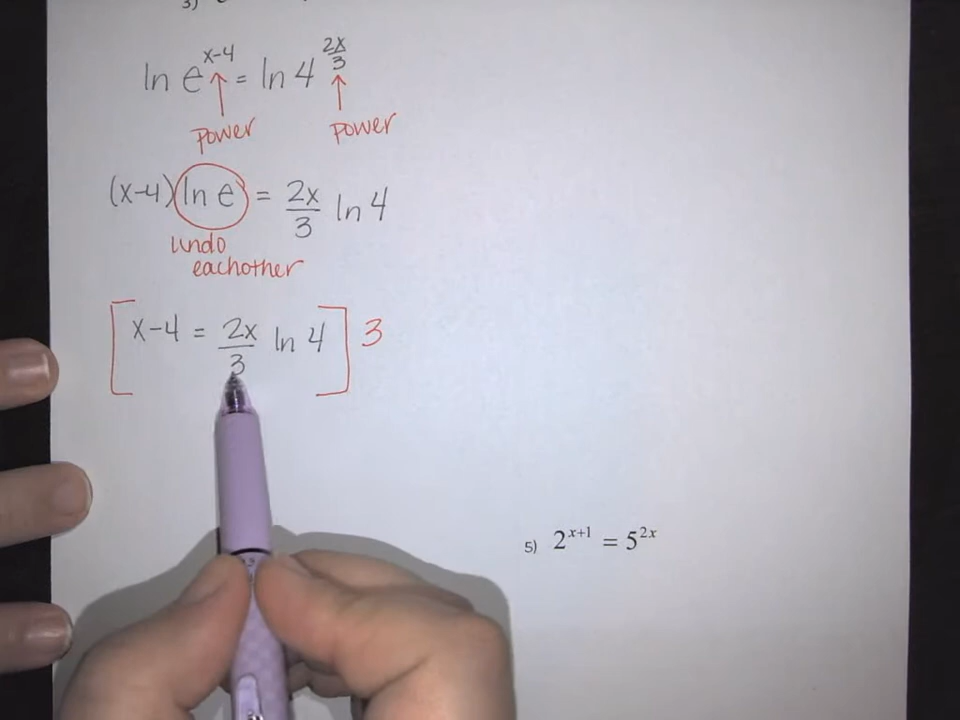 3)
ln e^{x-4} = ln 4^{2x/3}
power power
(x-4)(ln e) = 2x/3 ln 4
undo
eachother
[x-4 = 2x/3 ln 4] 3
5) 2^{x+1} = 5^{2x}